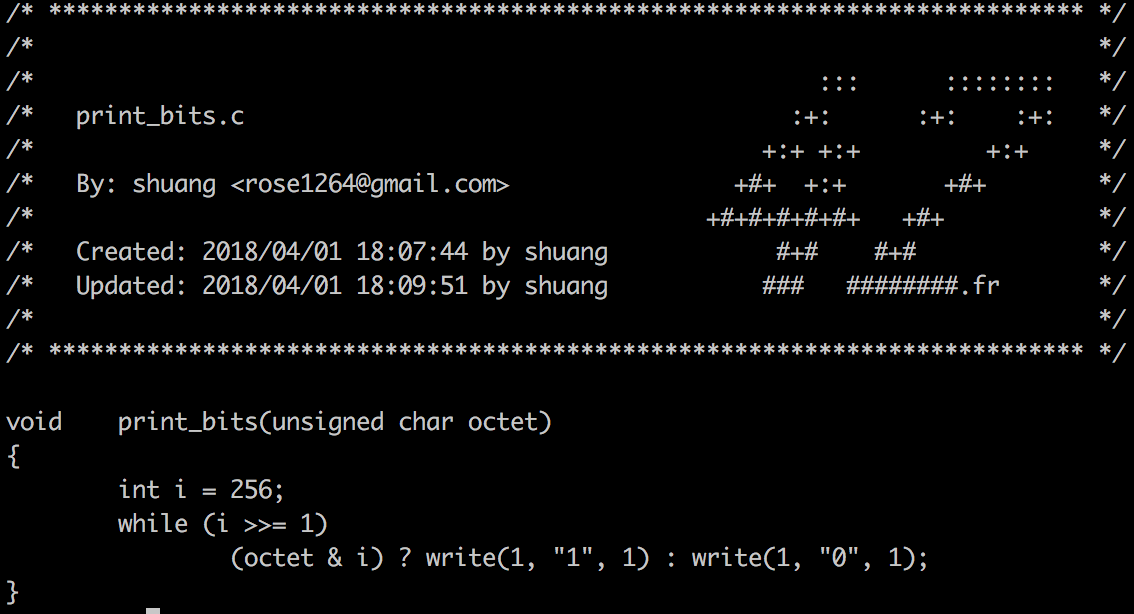 /* ************************************************************************** */
/*                                                                            */
/*                                                        :::      ::::::::   */
/*   print_bits.c                                       :+:      :+:    :+:   */
/*                                                    +:+ +:+         +:+     */
/*   By: shuang <rose1264@gmail.com>                +#+  +:+       +#+        */
/*                                                +#+#+#+#+#+   +#+           */
/*   Created: 2018/04/01 18:07:44 by shuang            #+#    #+#             */
/*   Updated: 2018/04/01 18:09:51 by shuang           ###   ########.fr       */
/*                                                                            */
/* ************************************************************************** */

void    print_bits(unsigned char octet)
{
        int i = 256;
        while (i >>= 1)
                (octet & i) ? write(1, "1", 1) : write(1, "0", 1);
}